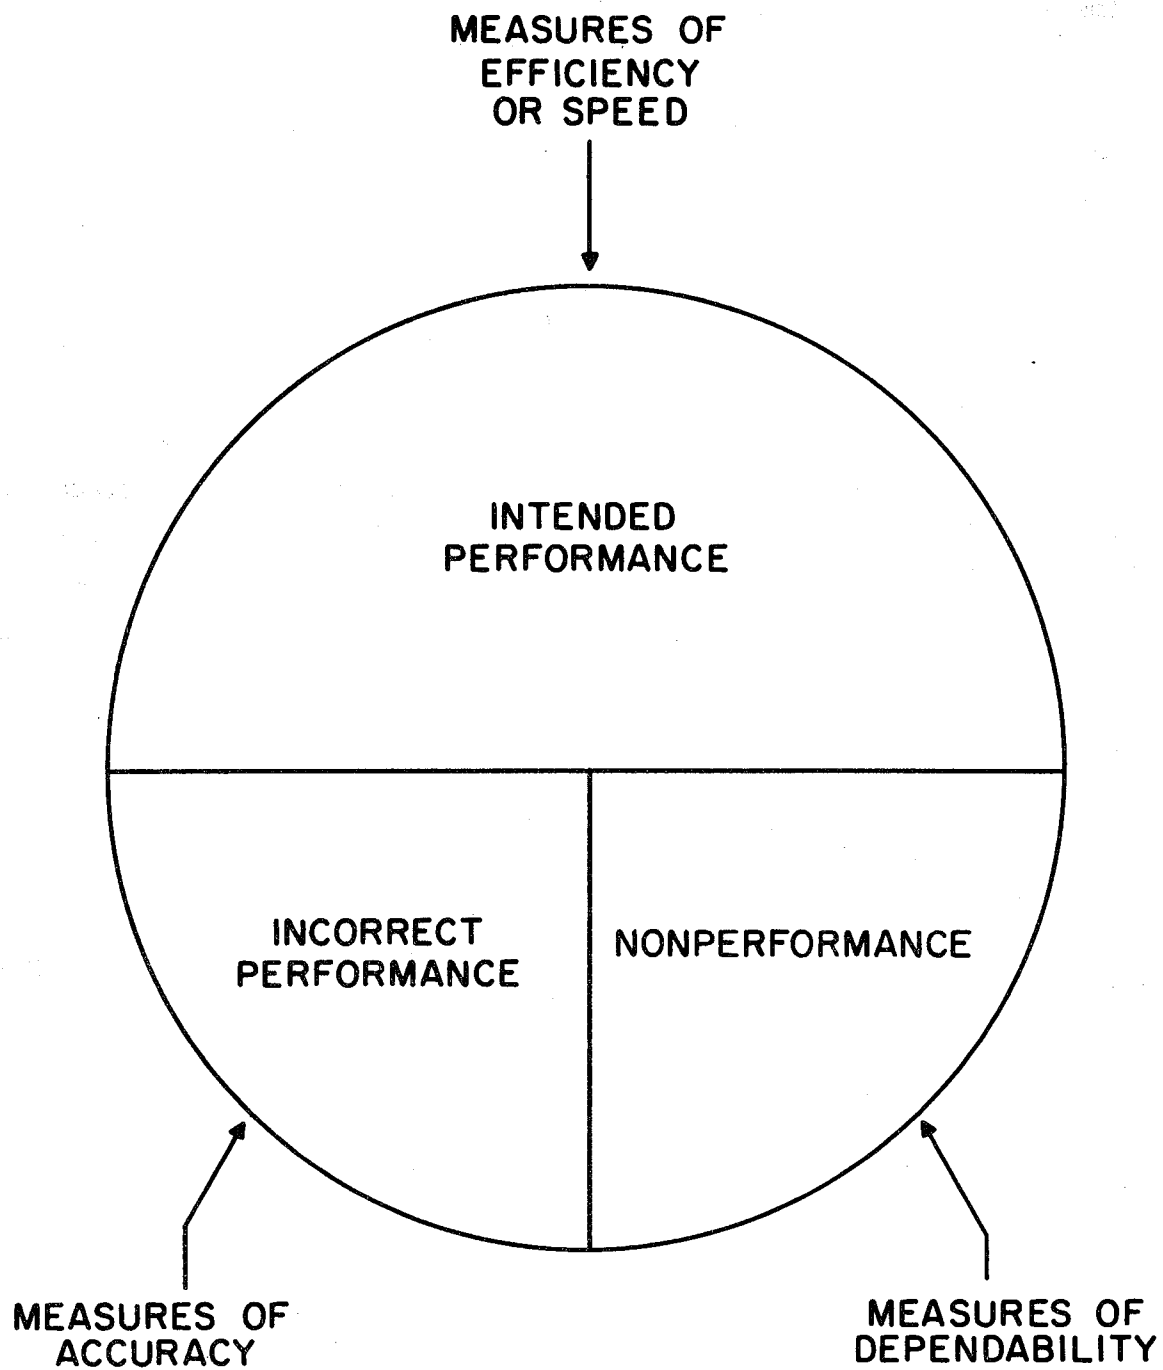 MEASURES OF
EFFICIENCY
OR SPEED
INTENDED
PERFORMANCE
INCORRECT
PERFORMANCE
NONPERFORMANCE
MEASURES OF
ACCURACY
MEASURES OF
DEPENDABILITY